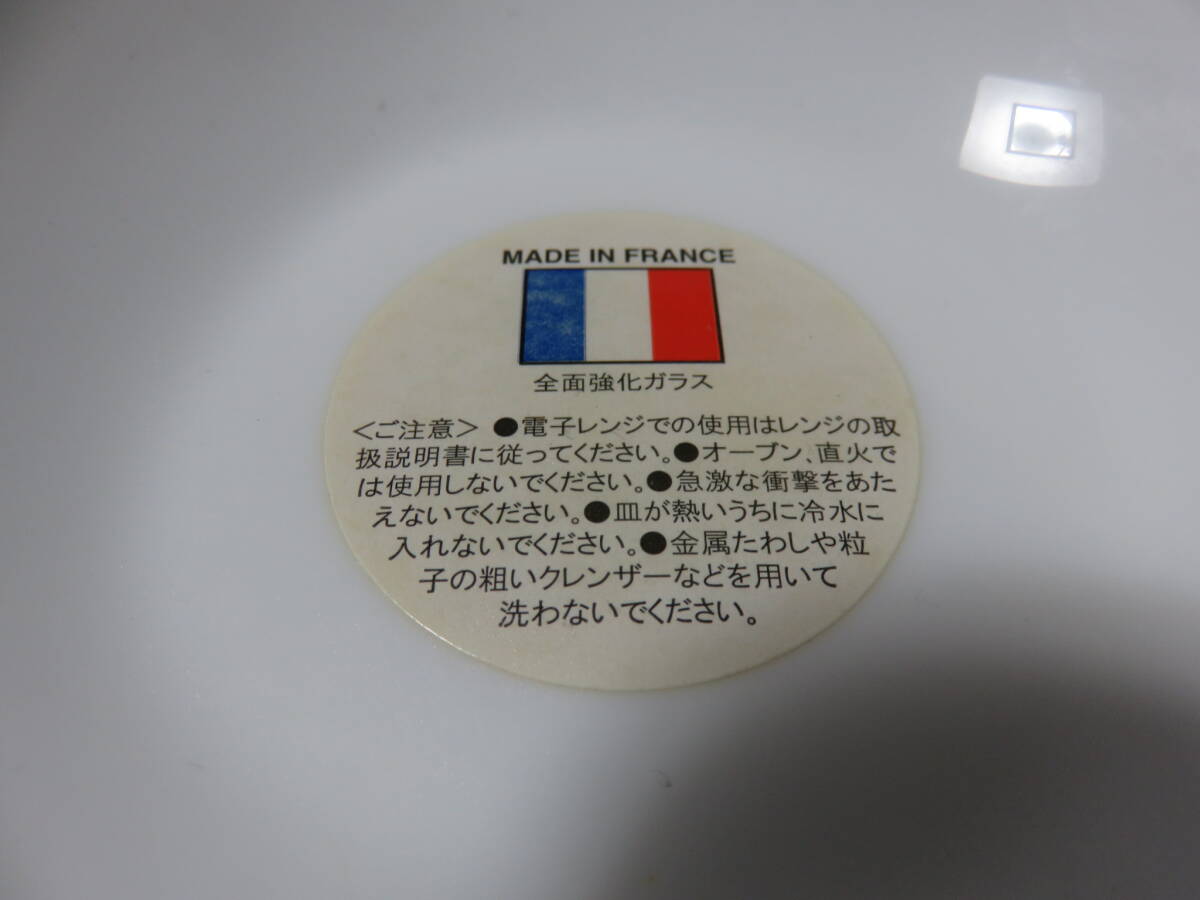 MADE IN FRANCE
全面強化ガラス
<ご注意> ●電子レンジでの使用はレンジの取
扱説明書に従ってください。●オーブン、直火で
は使用しないでください。●急激な衝撃をあた
えないでください。●皿が熱いうちに冷水に
入れないでください。●金属たわしや粒
子の粗いクレンザーなどを用いて
洗わないでください。